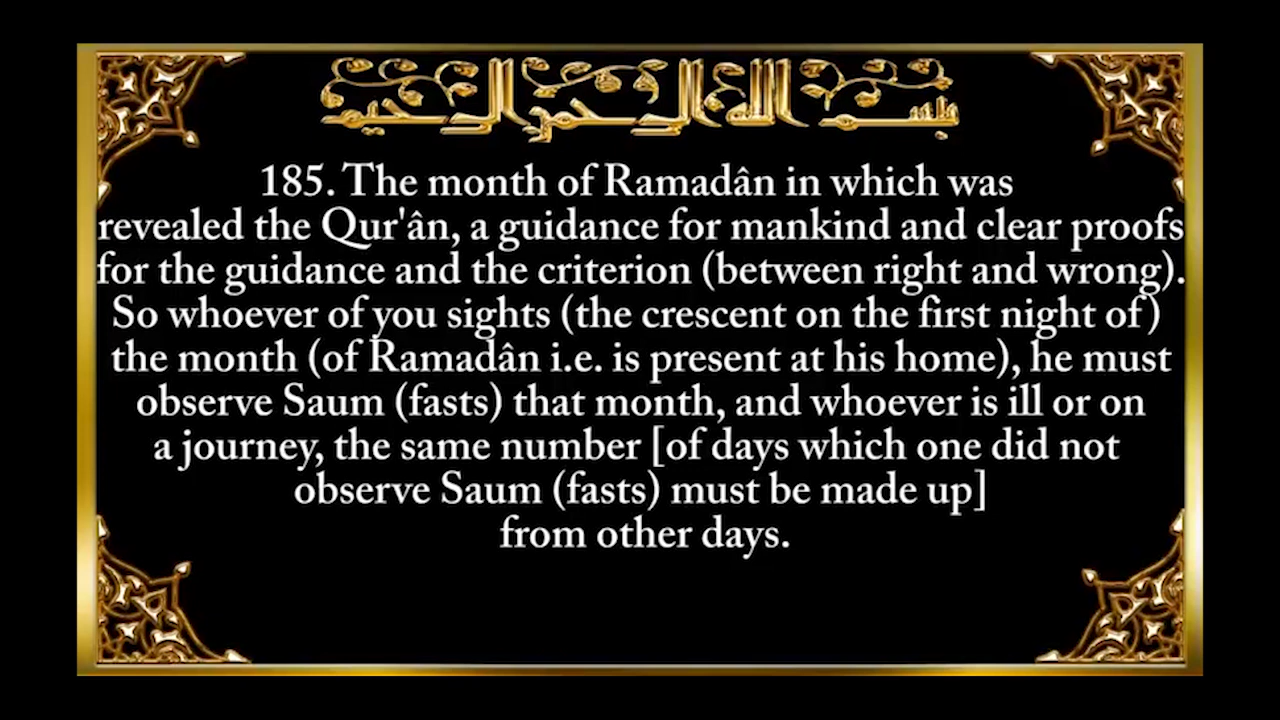 بسم الله الرحمن الرحيم
185. The month of Ramadân in which was
revealed the Qur'ân, a guidance for mankind and clear proofs
for the guidance and the criterion (between right and wrong).
So whoever of you sights (the crescent on the first night of)
the month (of Ramadân i.e. is present at his home), he must
observe Saum (fasts) that month, and whoever is ill or on
a journey, the same number [of days which one did not
observe Saum (fasts) must be made up]
from other days.